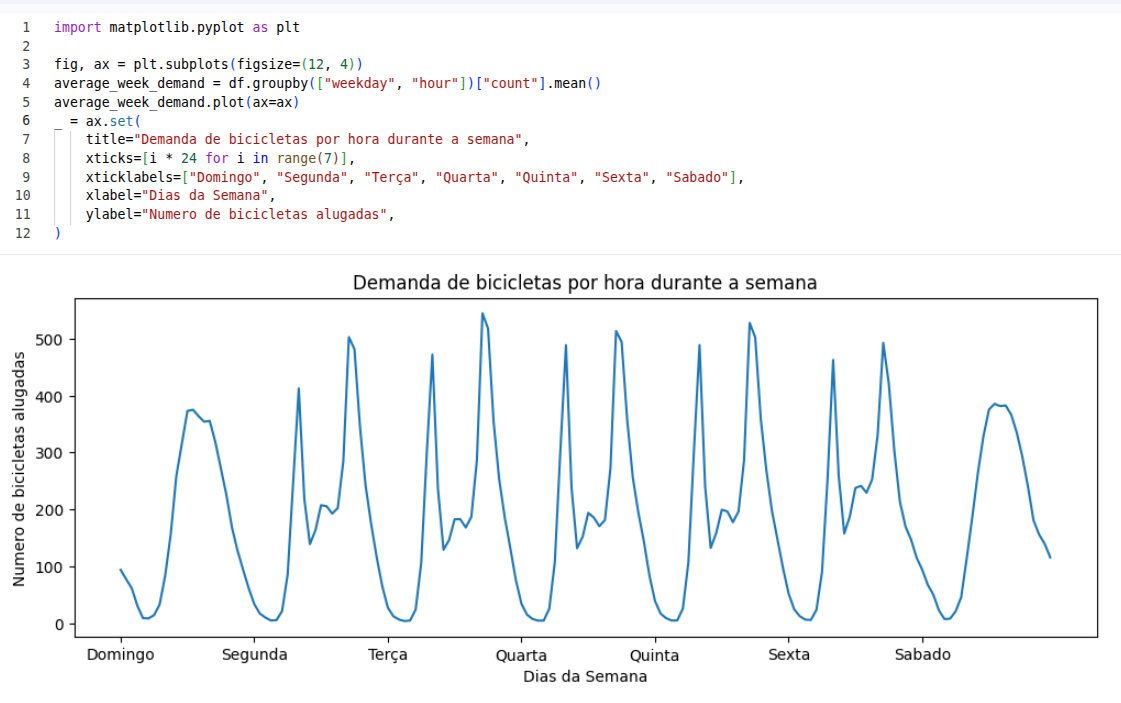 1 import matplotlib.pyplot as plt
2
3 fig, ax = plt.subplots(figsize=(12, 4))
4 average_week_demand = df.groupby(["weekday", "hour"])["count"].mean()
5 average_week_demand.plot(ax=ax)
6 _ = ax.set(
7     title="Demanda de bicicletas por hora durante a semana",
8     xticks=[i * 24 for i in range(7)],
9     xticklabels=["Domingo", "Segunda", "Terça", "Quarta", "Quinta", "Sexta", "Sabado"],
10     xlabel="Dias da Semana",
11     ylabel="Numero de bicicletas alugadas",
12 )
Demanda de bicicletas por hora durante a semana
Numero de bicicletas alugadas
500
400
300
200
100
0
Domingo Segunda Terça Quarta Quinta Sexta Sabado
Dias da Semana